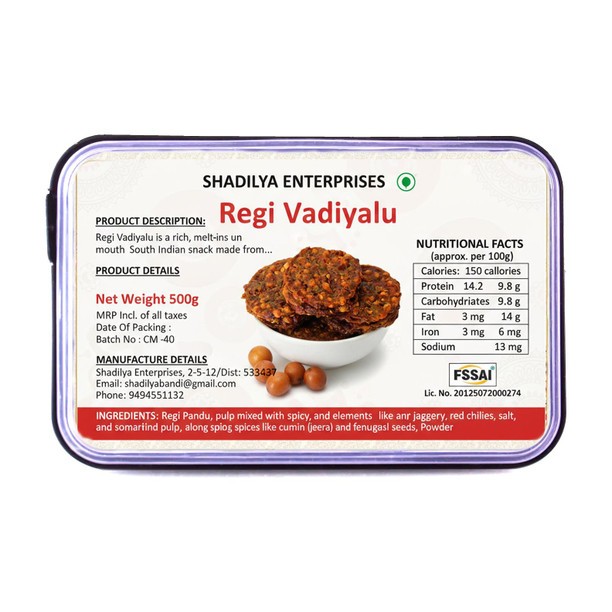 SHADILYA ENTERPRISES
Regi Vadiyalu
PRODUCT DESCRIPTION:
Regi Vadiyalu is a rich, melt-ins un
mouth South Indian snack made from...
PRODUCT DETAILS
Net Weight 500g
MRP Incl. of all taxes
Date Of Packing :
Batch No : CM -40
MANUFACTURE DETAILS
Shadilya Enterprises, 2-5-12/Dist: 533437
Email: shadilyabandi@gmail.com
Phone: 9494551132
NUTRITIONAL FACTS
(approx. per 100g)
Calories: 150 callories
Protein 14.2 9.8 g
Carbohydriates 9.8 g
Fat 3 mg 14 g
Iron 3 mg 6 mg
Sodium 13 mg
FSSAI
Lic. No. 20125072000274
INGREDIENTS: Regi Pandu, pulp mixed with spicy, and elements like anr jaggery, red chilies, salt,
and somartind pulp, along splog spices like cumin (jeera) and fenugasl seeds, Powder